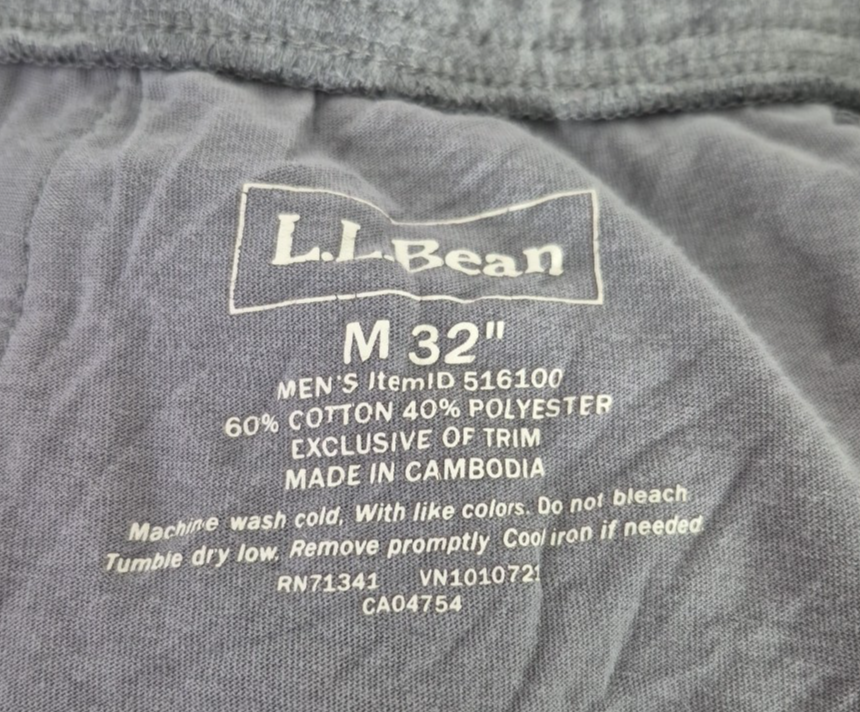 L.L.Bean
M 32"
MEN'S ItemID 516100
60% COTTON 40% POLYESTER
EXCLUSIVE OF TRIM
MADE IN CAMBODIA
Machine wash cold. With like colors. Do not bleach
Tumble dry low. Remove promptly Cool iron if needed.
RN71341 VN1010721
CA04754